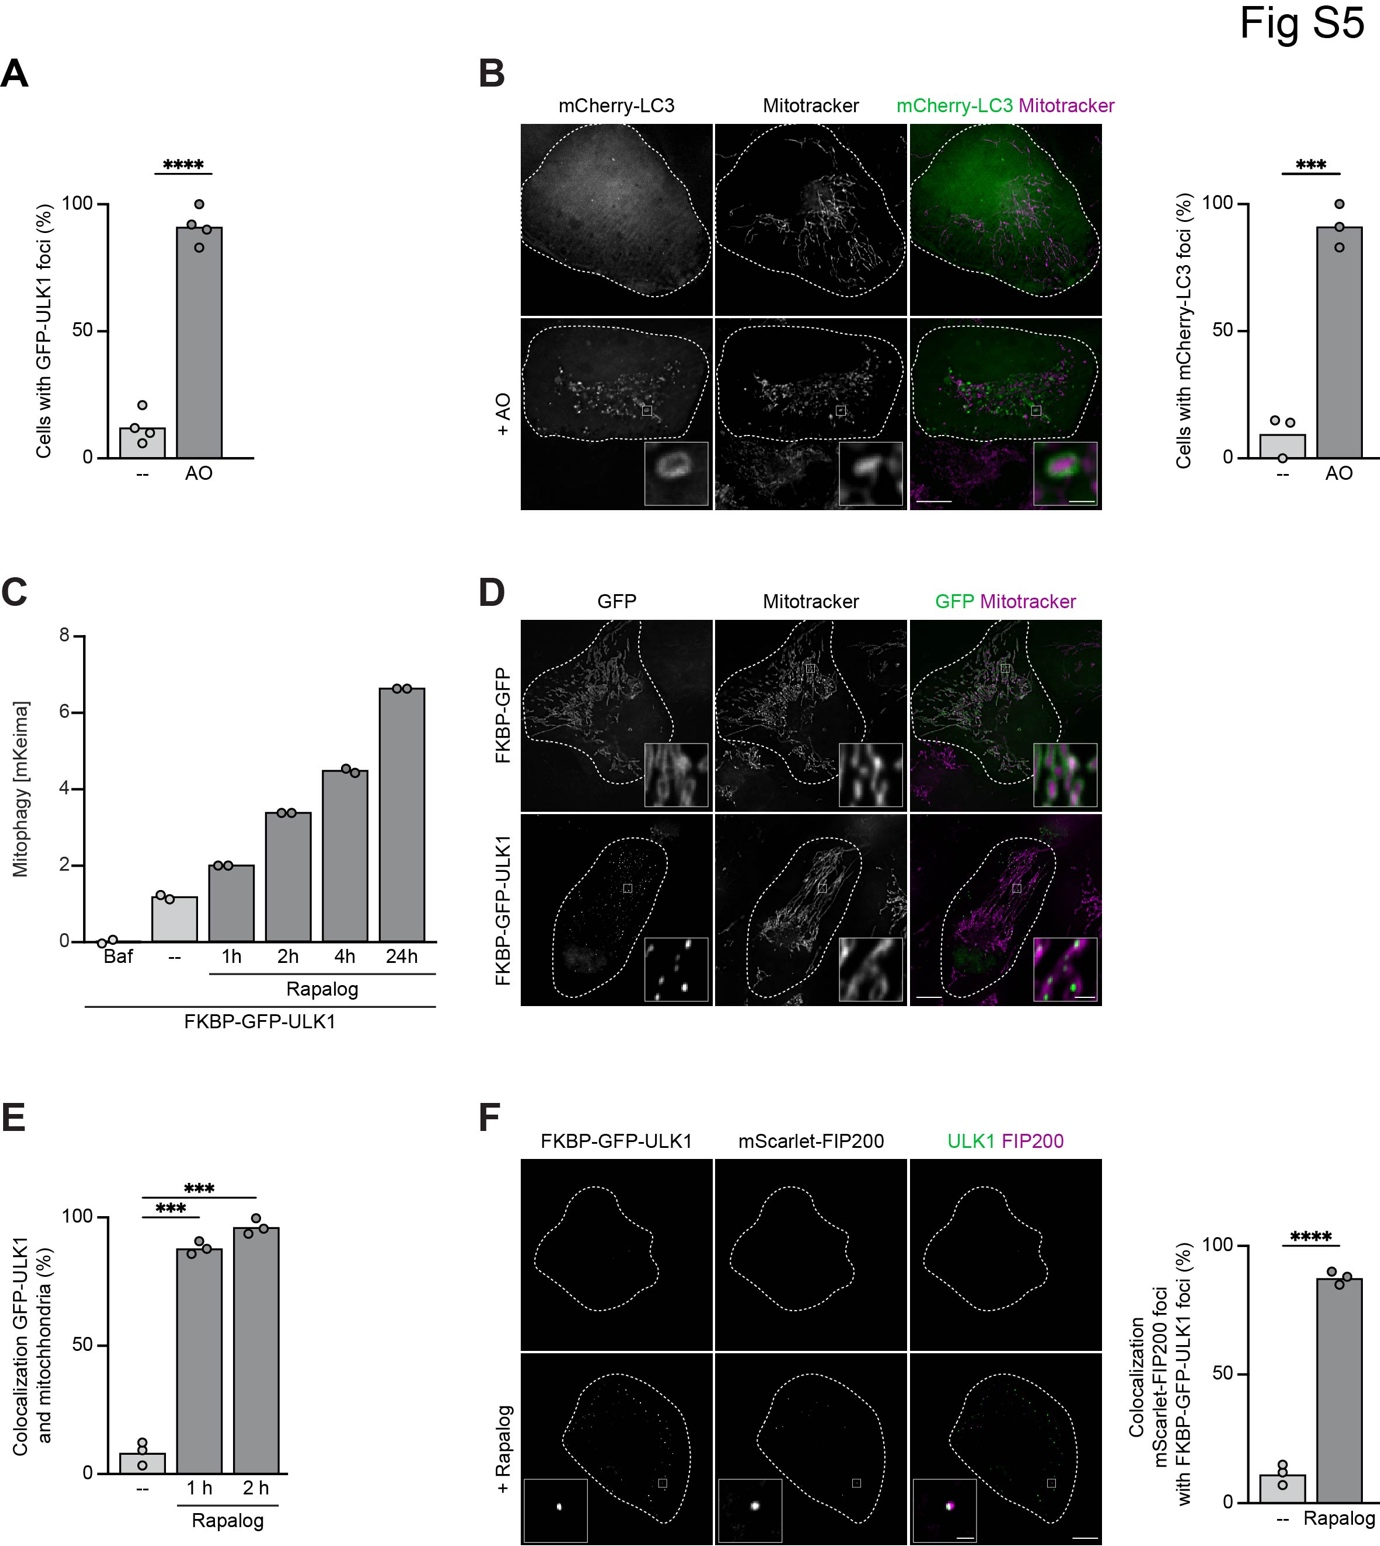 Fig S5
A
****
Cells with GFP-ULK1 foci (%)
100
50
0
--
AO
B
mCherry-LC3
Mitotracker
mCherry-LC3 Mitotracker
+ AO
***
Cells with mCherry-LC3 foci (%)
100
50
0
--
AO
C
Mitophagy [mKeima]
8
6
4
2
0
Baf
--
1h
2h
4h
24h
Rapalog
FKBP-GFP-ULK1
D
GFP
Mitotracker
GFP Mitotracker
FKBP-GFP
FKBP-GFP-ULK1
E
***
***
Colocalization GFP-ULK1
and mitochhondria (%)
100
50
0
--
1 h
2 h
Rapalog
F
FKBP-GFP-ULK1
mScarlet-FIP200
ULK1 FIP200
+ Rapalog
****
Colocalization
mScarlet-FIP200 foci
with FKBP-GFP-ULK1 foci (%)
100
50
0
--
Rapalog